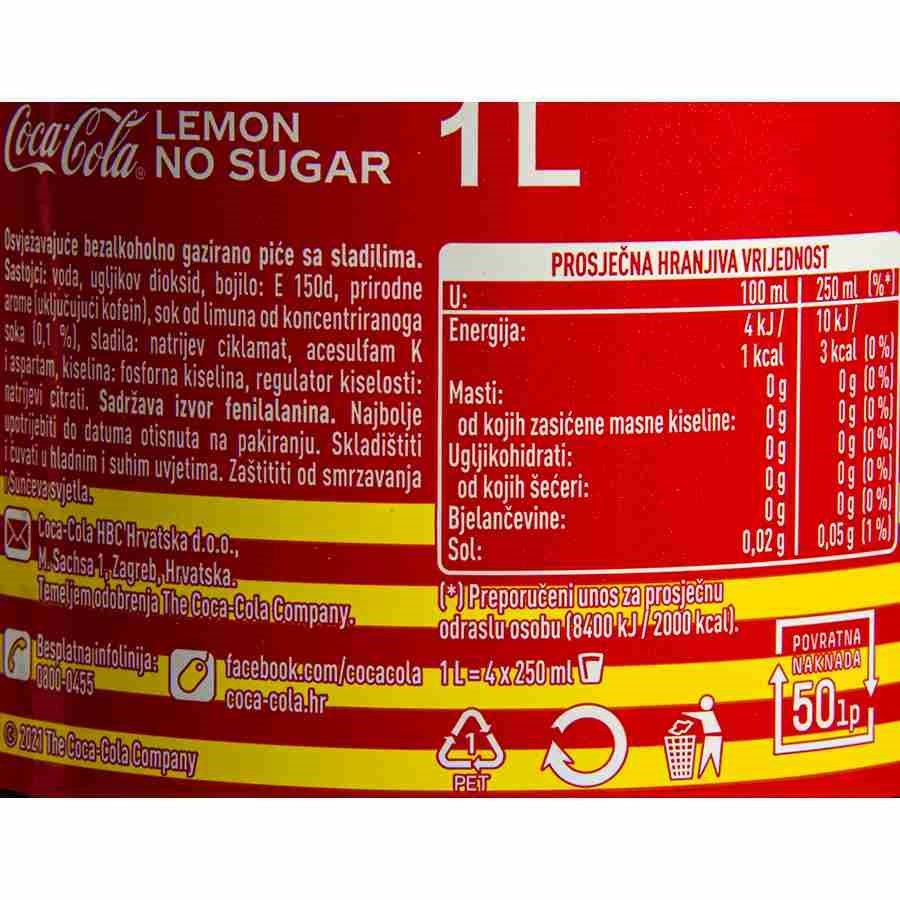 Coca-Cola® LEMON
NO SUGAR
1L
Osvježavajuće bezalkoholno gazirano piće sa sladilima.
Sastojci: voda, ugljikov dioksid, bojilo: E 150d, prirodne
arome (uključujući kofein), sok od limuna od koncentriranoga
soka (0,1 %), sladila: natrijev ciklamat, acesulfam K
i aspartam, kiselina: fosforna kiselina, regulator kiselosti:
natrijevi citrati. Sadržava izvor fenilalanina. Najbolje
upotrijebiti do datuma otisnuta na pakiranju. Skladištiti
i čuvati u hladnim i suhim uvjetima. Zaštititi od smrzavanja
i Sunčeva svjetla.
Coca-Cola HBC Hrvatska d.o.o.,
M. Sachsa 1, Zagreb, Hrvatska.
Temeljem odobrenja The Coca-Cola Company.
Besplatna infolinija:
0800-0455
facebook.com/cocacola
coca-cola.hr
© 2021 The Coca-Cola Company
PROSJEČNA HRANJIVA VRIJEDNOST
U: 100 ml 250 ml (%*)
Energija: 4 kJ / 10 kJ /
1 kcal 3 kcal (0 %)
Masti: 0 g 0 g (0 %)
od kojih zasićene masne kiseline: 0 g 0 g (0 %)
Ugljikohidrati: 0 g 0 g (0 %)
od kojih šećeri: 0 g 0 g (0 %)
Bjelančevine: 0 g 0 g (0 %)
Sol: 0,02 g 0,05 g (1 %)
(*) Preporučeni unos za prosječnu
odraslu osobu (8400 kJ / 2000 kcal).
1 L = 4 x 250 ml
1
PET
POVRATNA
NAKNADA
50 lp